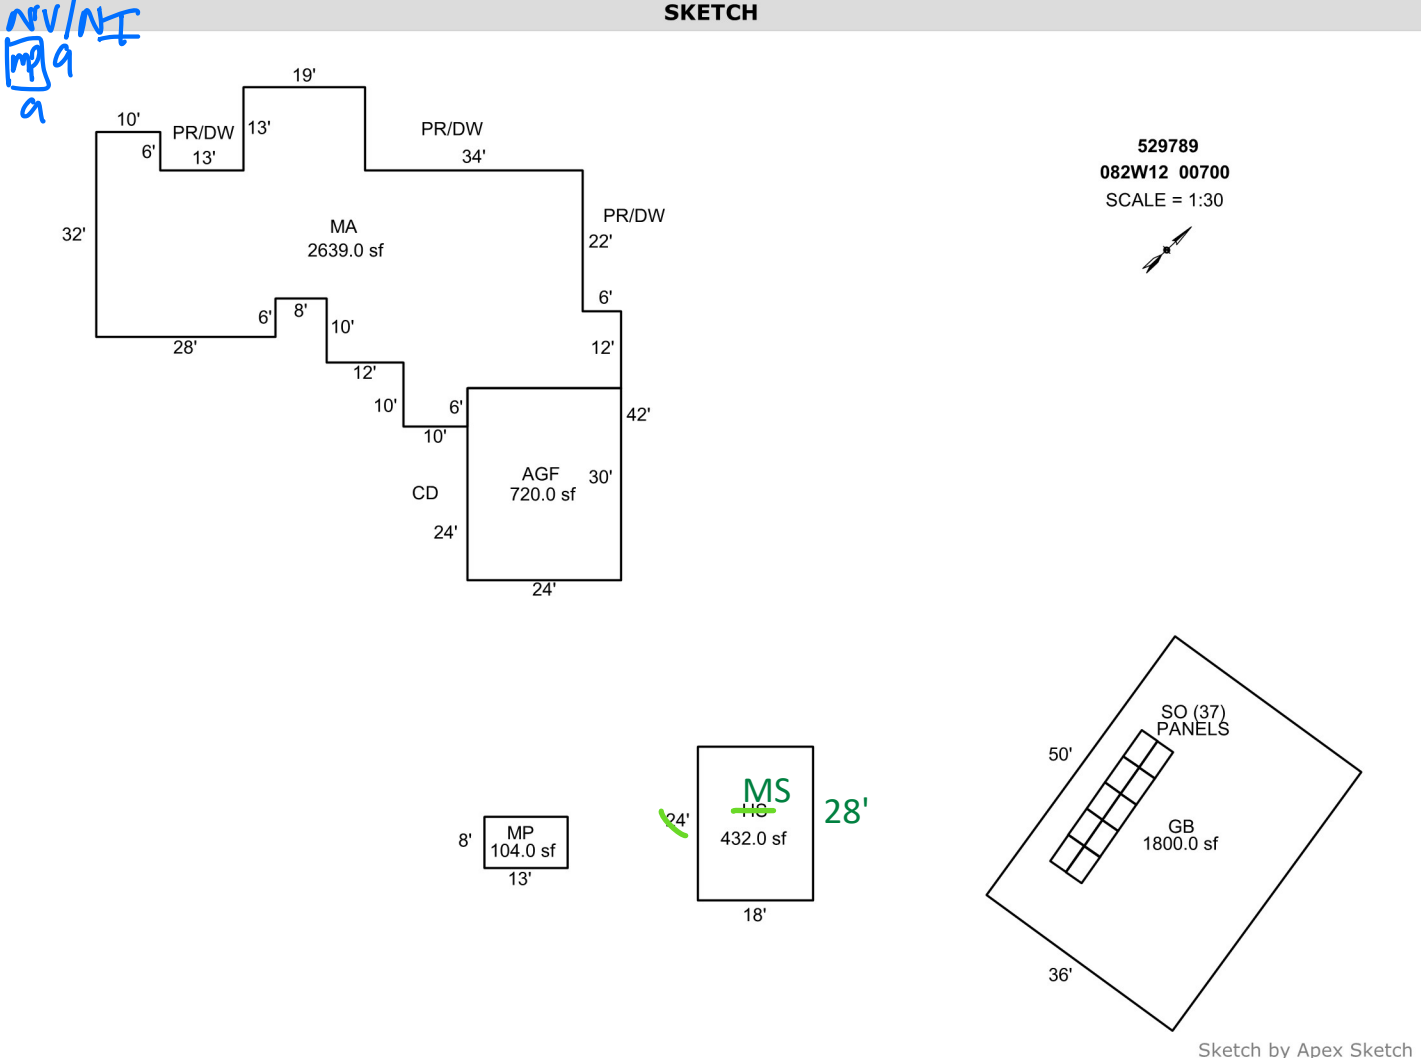 SKETCH
NV/NI
mp 9
9
19'
10'
PR/DW
13'
PR/DW
6'
13'
34'
529789
082W12 00700
SCALE = 1:30
PR/DW
32'
MA
2639.0 sf
22'
6'
8'
6'
10'
28'
12'
12'
10'
6'
42'
10'
AGF
720.0 sf
30'
CD
24'
24'
SO (37)
PANELS
50'
MS
24'
HS
28'
432.0 sf
8'
MP
104.0 sf
13'
18'
GB
1800.0 sf
36'
Sketch by Apex Sketch